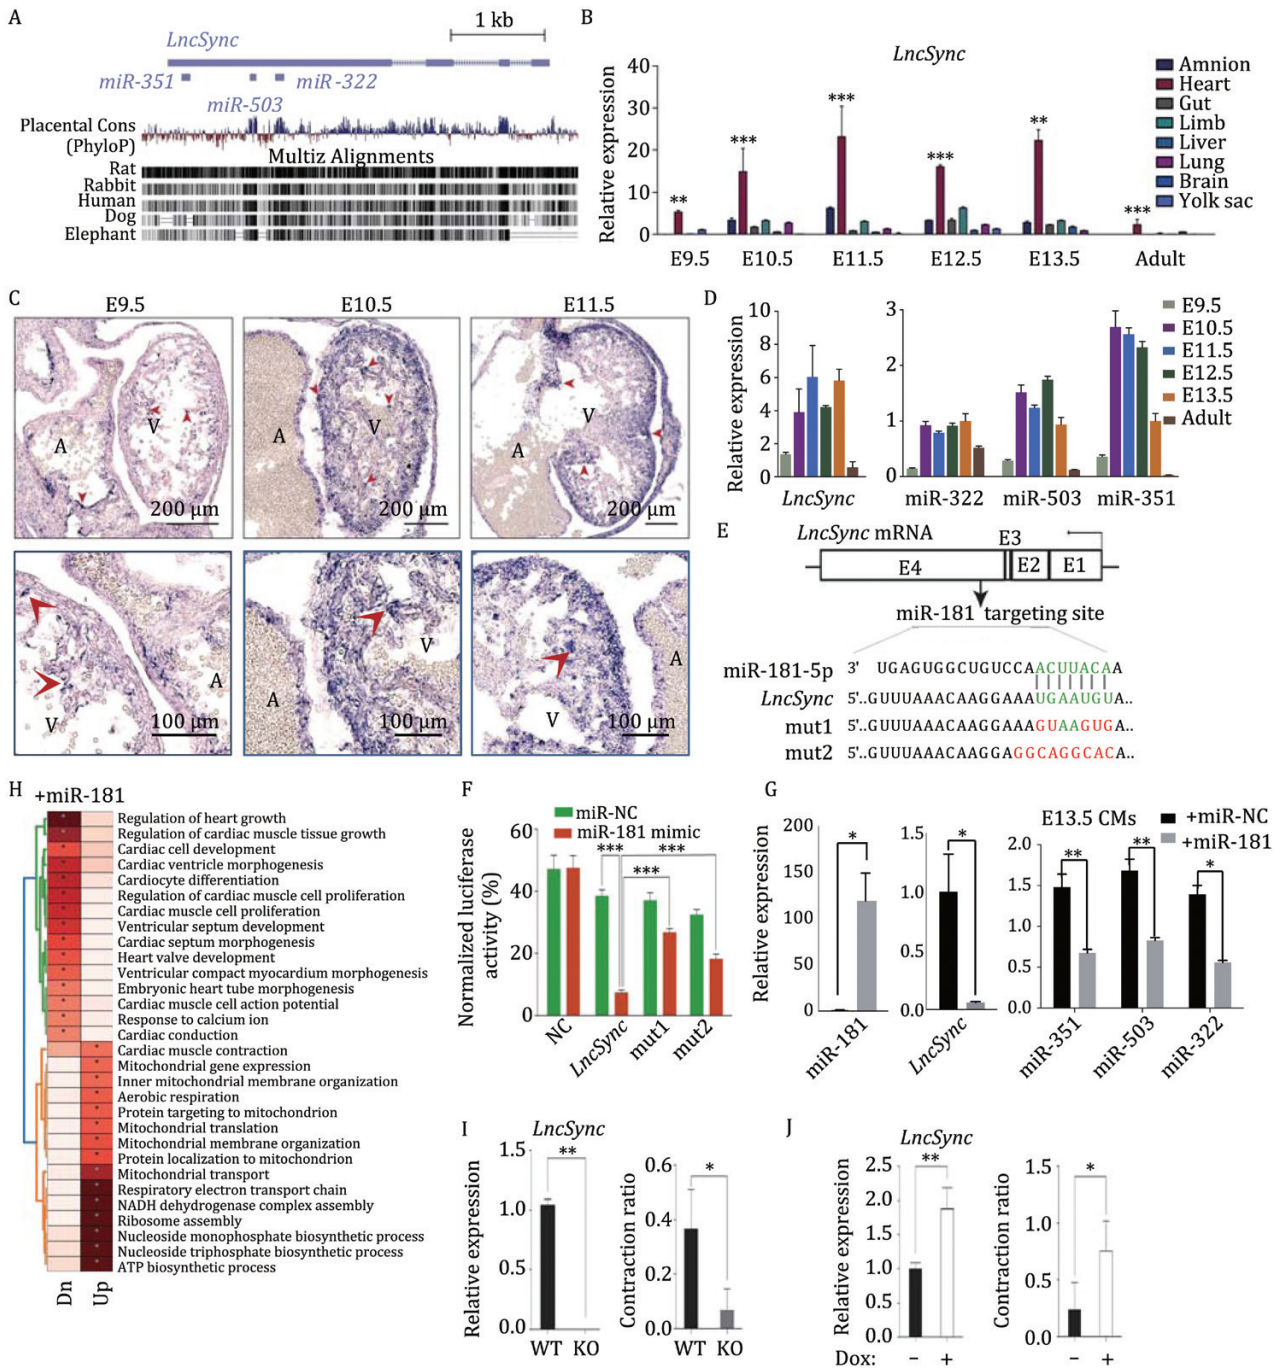 A
1 kb
LncSync
miR-351
miR-322
miR-503
Placental Cons
(PhyloP)
Multiz Alignments
Rat
Rabbit
Human
Dog
Elephant
B
LncSync
Relative expression
40
30
20
10
0
** *** *** *** ** ***
E9.5 E10.5 E11.5 E12.5 E13.5 Adult
Amnion
Heart
Gut
Limb
Liver
Lung
Brain
Yolk sac
C
E9.5 E10.5 E11.5
A V
200 μm
A V
200 μm
A V
200 μm
V A
100 μm
A V
100 μm
V A
100 μm
D
Relative expression
10
8
6
4
2
0
LncSync
3
2
1
0
miR-322 miR-503 miR-351
E9.5
E10.5
E11.5
E12.5
E13.5
Adult
E
LncSync mRNA
E3
E4 E2 E1
miR-181 targeting site
miR-181-5p 3' UGAGUGGCUGUCCAACUUACAA
LncSync 5'..GUUUAAACAAGGAAAUGAAUGUA..
mut1 5'..GUUUAAACAAGGAAAGUAAGUGA..
mut2 5'..GUUUAAACAAGGAGGCAGGCACA..
H
+miR-181
Regulation of heart growth
Regulation of cardiac muscle tissue growth
Cardiac cell development
Cardiac ventricle morphogenesis
Cardiocyte differentiation
Regulation of cardiac muscle cell proliferation
Cardiac muscle cell proliferation
Ventricular septum development
Cardiac septum morphogenesis
Heart valve development
Ventricular compact myocardium morphogenesis
Embryonic heart tube morphogenesis
Cardiac muscle cell action potential
Response to calcium ion
Cardiac conduction
Cardiac muscle contraction
Mitochondrial gene expression
Inner mitochondrial membrane organization
Aerobic respiration
Protein targeting to mitochondrion
Mitochondrial translation
Mitochondrial membrane organization
Protein localization to mitochondrion
Mitochondrial transport
Respiratory electron transport chain
NADH dehydrogenase complex assembly
Ribosome assembly
Nucleoside monophosphate biosynthetic process
Nucleoside triphosphate biosynthetic process
ATP biosynthetic process
Dn Up
F
miR-NC
miR-181 mimic
Normalized luciferase
activity (%)
60
40
20
0
*** ***
***
NC LncSync mut1 mut2
G
Relative expression
200
150
100
50
0
*
miR-181
1.5
1.0
0.5
0.0
*
LncSync
E13.5 CMs
+miR-NC
+miR-181
2.0
1.5
1.0
0.5
0.0
** ** *
miR-351 miR-503 miR-322
I
LncSync
Relative expression
1.5
1.0
0.5
0.0
**
WT KO
Contraction ratio
0.6
0.4
0.2
0.0
*
WT KO
J
LncSync
Relative expression
2.5
2.0
1.5
1.0
0.5
0.0
**
Dox: − +
Contraction ratio
1.5
1.0
0.5
0.0
*
− +